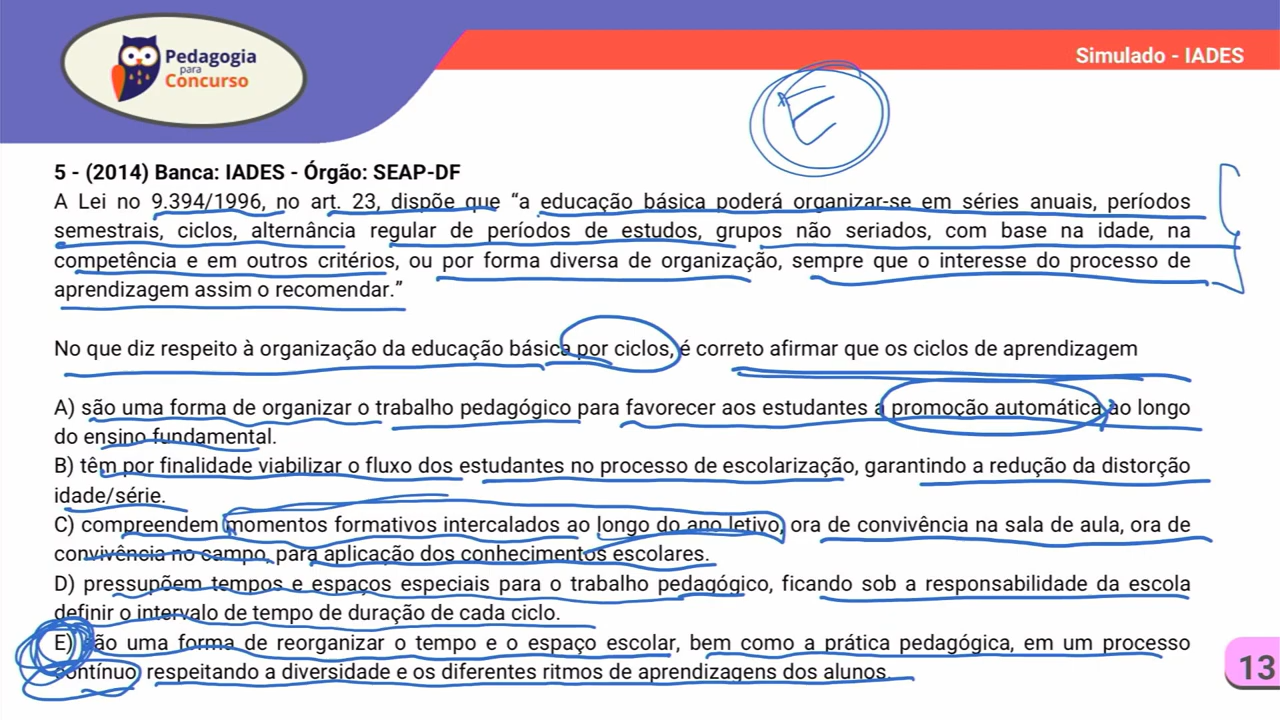 Pedagogia
para
Concurso
Simulado - IADES
E
5 - (2014) Banca: IADES - Órgão: SEAP-DF
A Lei no 9.394/1996, no art. 23, dispõe que “a educação básica poderá organizar-se em séries anuais, períodos
semestrais, ciclos, alternância regular de períodos de estudos, grupos não seriados, com base na idade, na
competência e em outros critérios, ou por forma diversa de organização, sempre que o interesse do processo de
aprendizagem assim o recomendar.”
No que diz respeito à organização da educação básica por ciclos, é correto afirmar que os ciclos de aprendizagem
A) são uma forma de organizar o trabalho pedagógico para favorecer aos estudantes a promoção automática ao longo
do ensino fundamental.
B) têm por finalidade viabilizar o fluxo dos estudantes no processo de escolarização, garantindo a redução da distorção
idade/série.
C) compreendem momentos formativos intercalados ao longo do ano letivo, ora de convivência na sala de aula, ora de
convivência no campo, para aplicação dos conhecimentos escolares.
D) pressupõem tempos e espaços especiais para o trabalho pedagógico, ficando sob a responsabilidade da escola
definir o intervalo de tempo de duração de cada ciclo.
E) são uma forma de reorganizar o tempo e o espaço escolar, bem como a prática pedagógica, em um processo
contínuo, respeitando a diversidade e os diferentes ritmos de aprendizagens dos alunos.
13